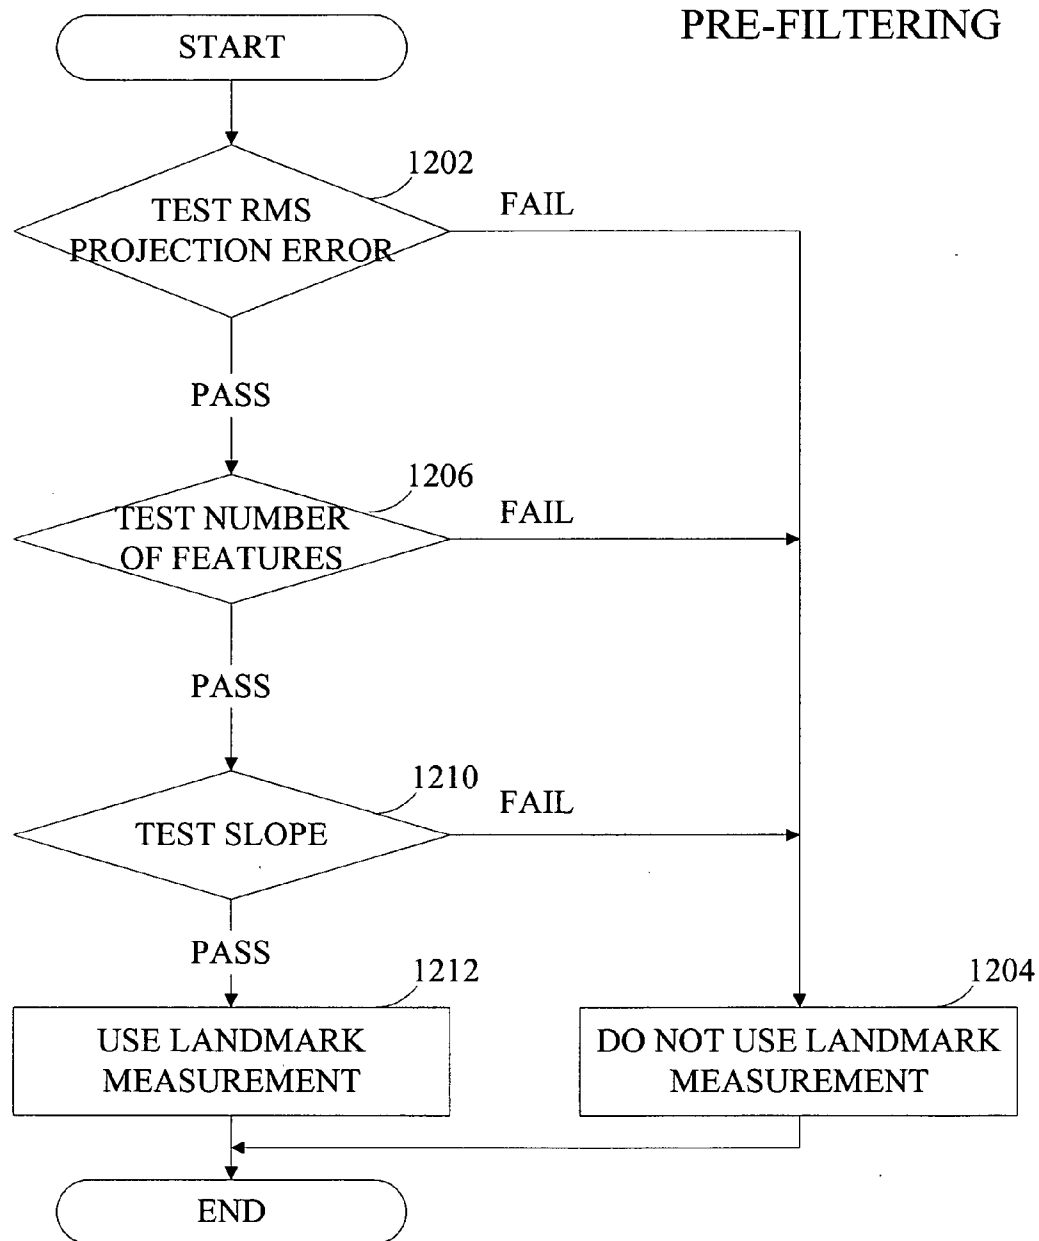 PRE-FILTERING
START
1202
TEST RMS
PROJECTION ERROR
FAIL
PASS
1206
TEST NUMBER
OF FEATURES
FAIL
PASS
1210
TEST SLOPE
FAIL
PASS
1212
USE LANDMARK
MEASUREMENT
1204
DO NOT USE LANDMARK
MEASUREMENT
END